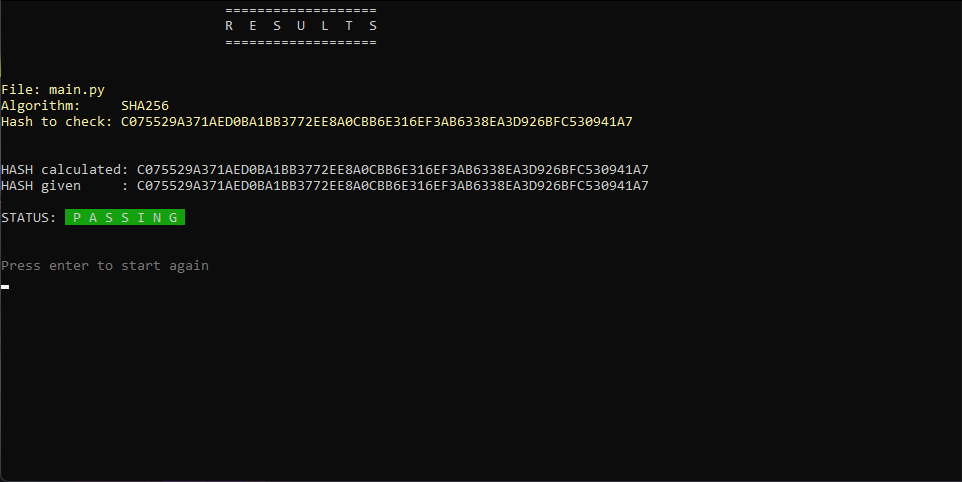 ===================
R E S U L T S
===================
File: main.py
Algorithm: SHA256
Hash to check: C075529A371AED0BA1BB3772EE8A0CBB6E316EF3AB6338EA3D926BFC530941A7
HASH calculated: C075529A371AED0BA1BB3772EE8A0CBB6E316EF3AB6338EA3D926BFC530941A7
HASH given : C075529A371AED0BA1BB3772EE8A0CBB6E316EF3AB6338EA3D926BFC530941A7
STATUS: P A S S I N G
Press enter to start again